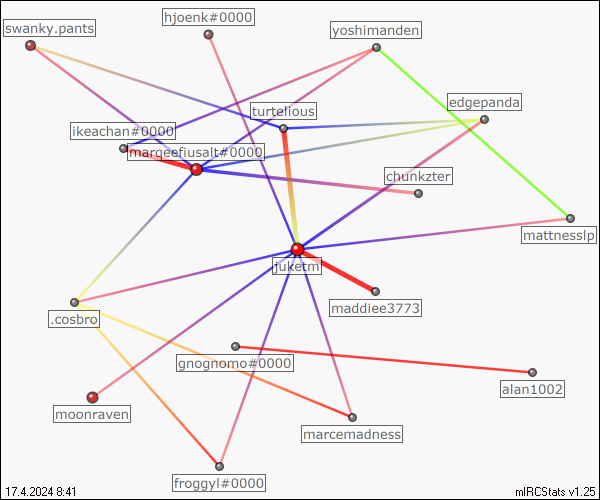 hjoenk#0000
swanky.pants
yoshimanden
edgepanda
turtelious
ikeachan#0000
margeefiusalt#0000
chunkzter
mattnesslp
juketm
maddiee3773
.cosbro
gnognomo#0000
alan1002
moonraven
marcemadness
froggyl#0000
17.4.2024 8:41
mIRCStats v1.25